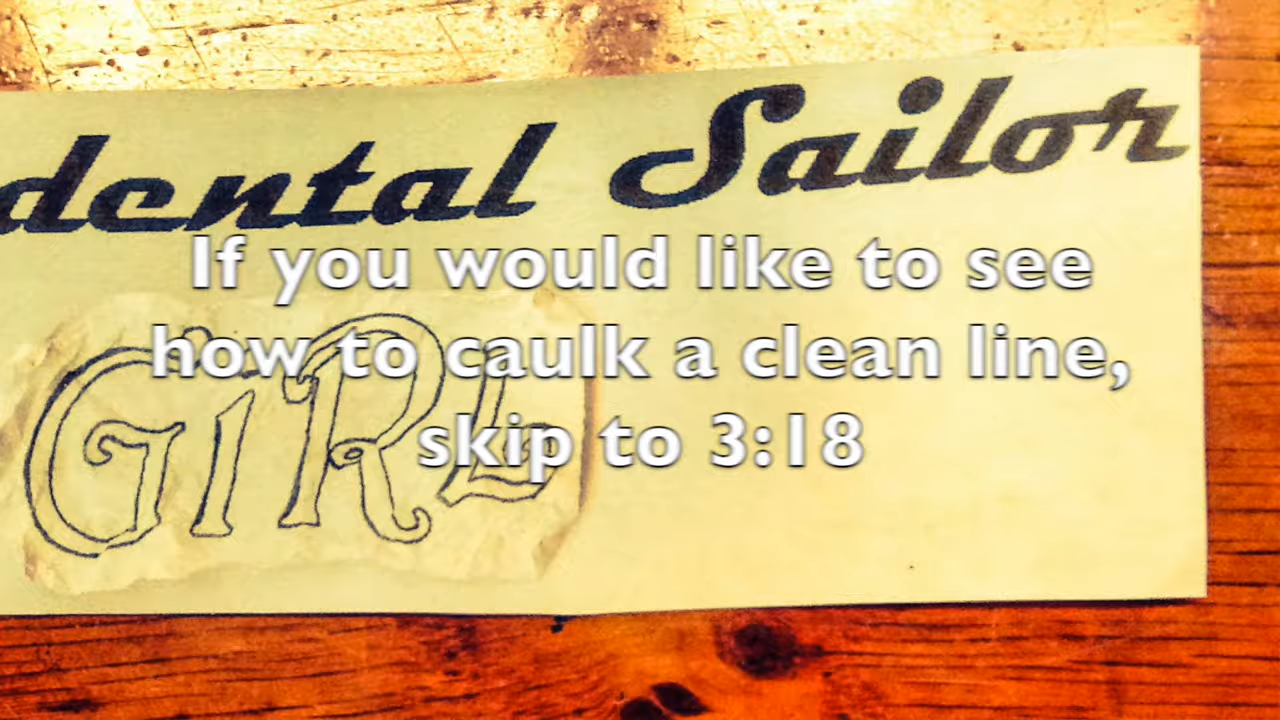 dental Sailor
If you would like to see
how to caulk a clean line,
skip to 3:18
GIRL